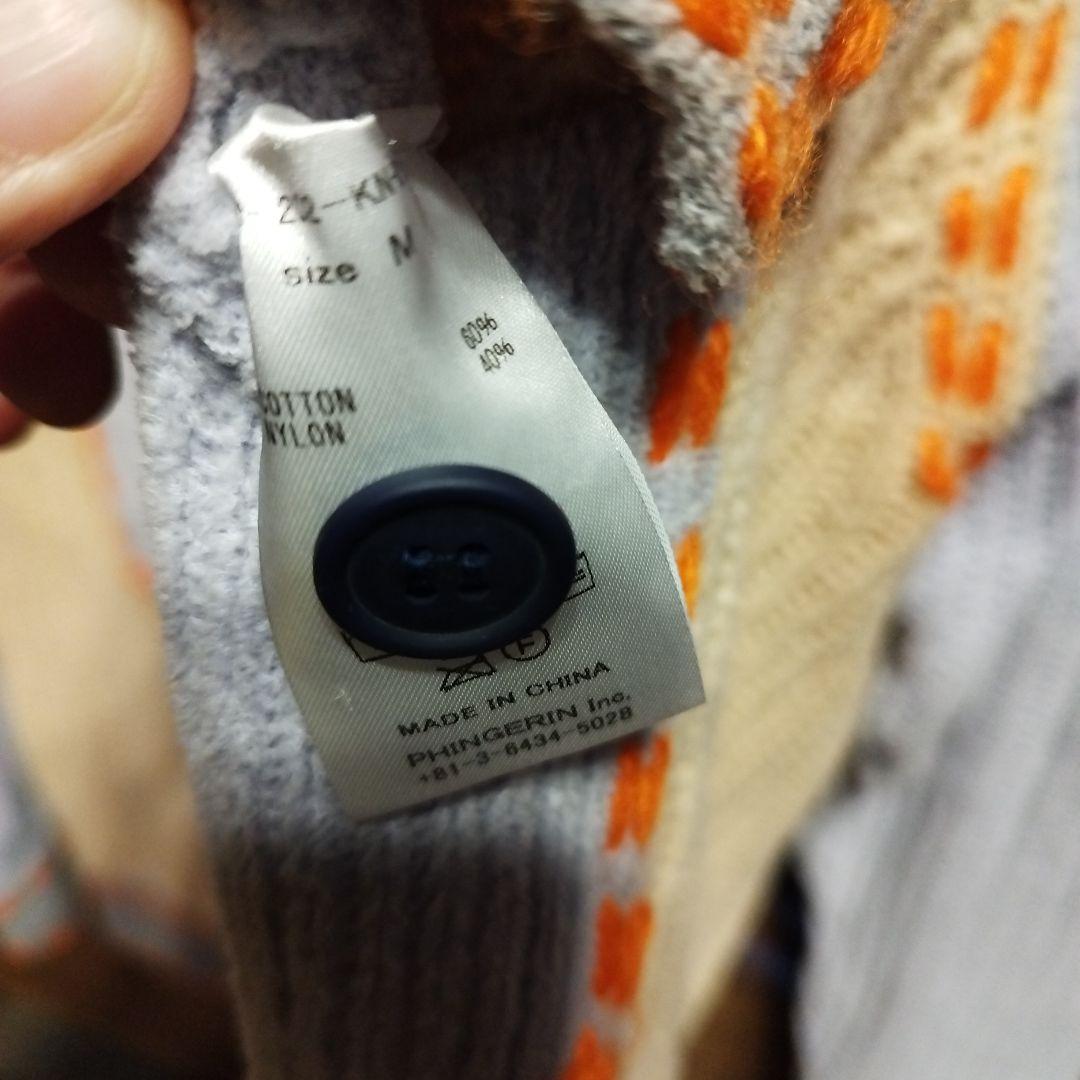 22-KN
size M
60%
40%
COTTON
NYLON
F
MADE IN CHINA
PHINGERIN Inc.
+81-3-6434-5028